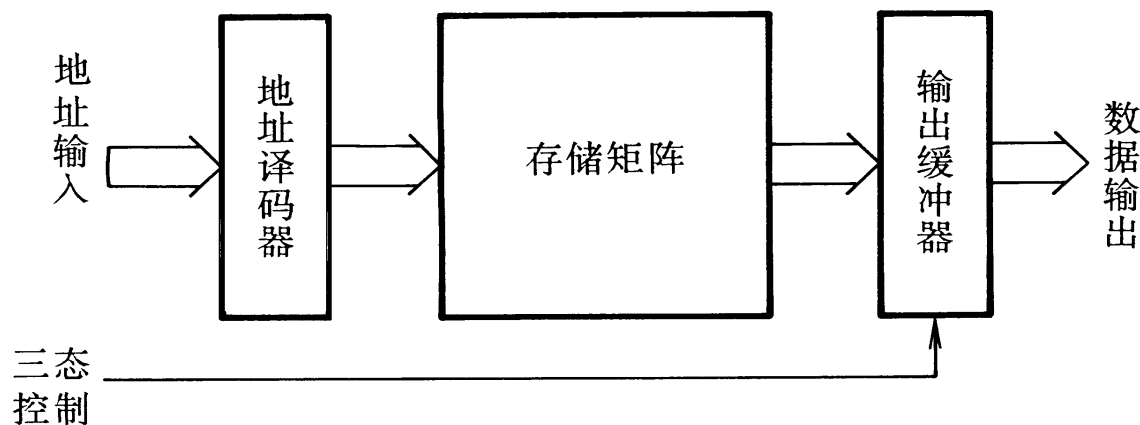 地址输入
地址译码器
存储矩阵
输出缓冲器
数据输出
三态
控制